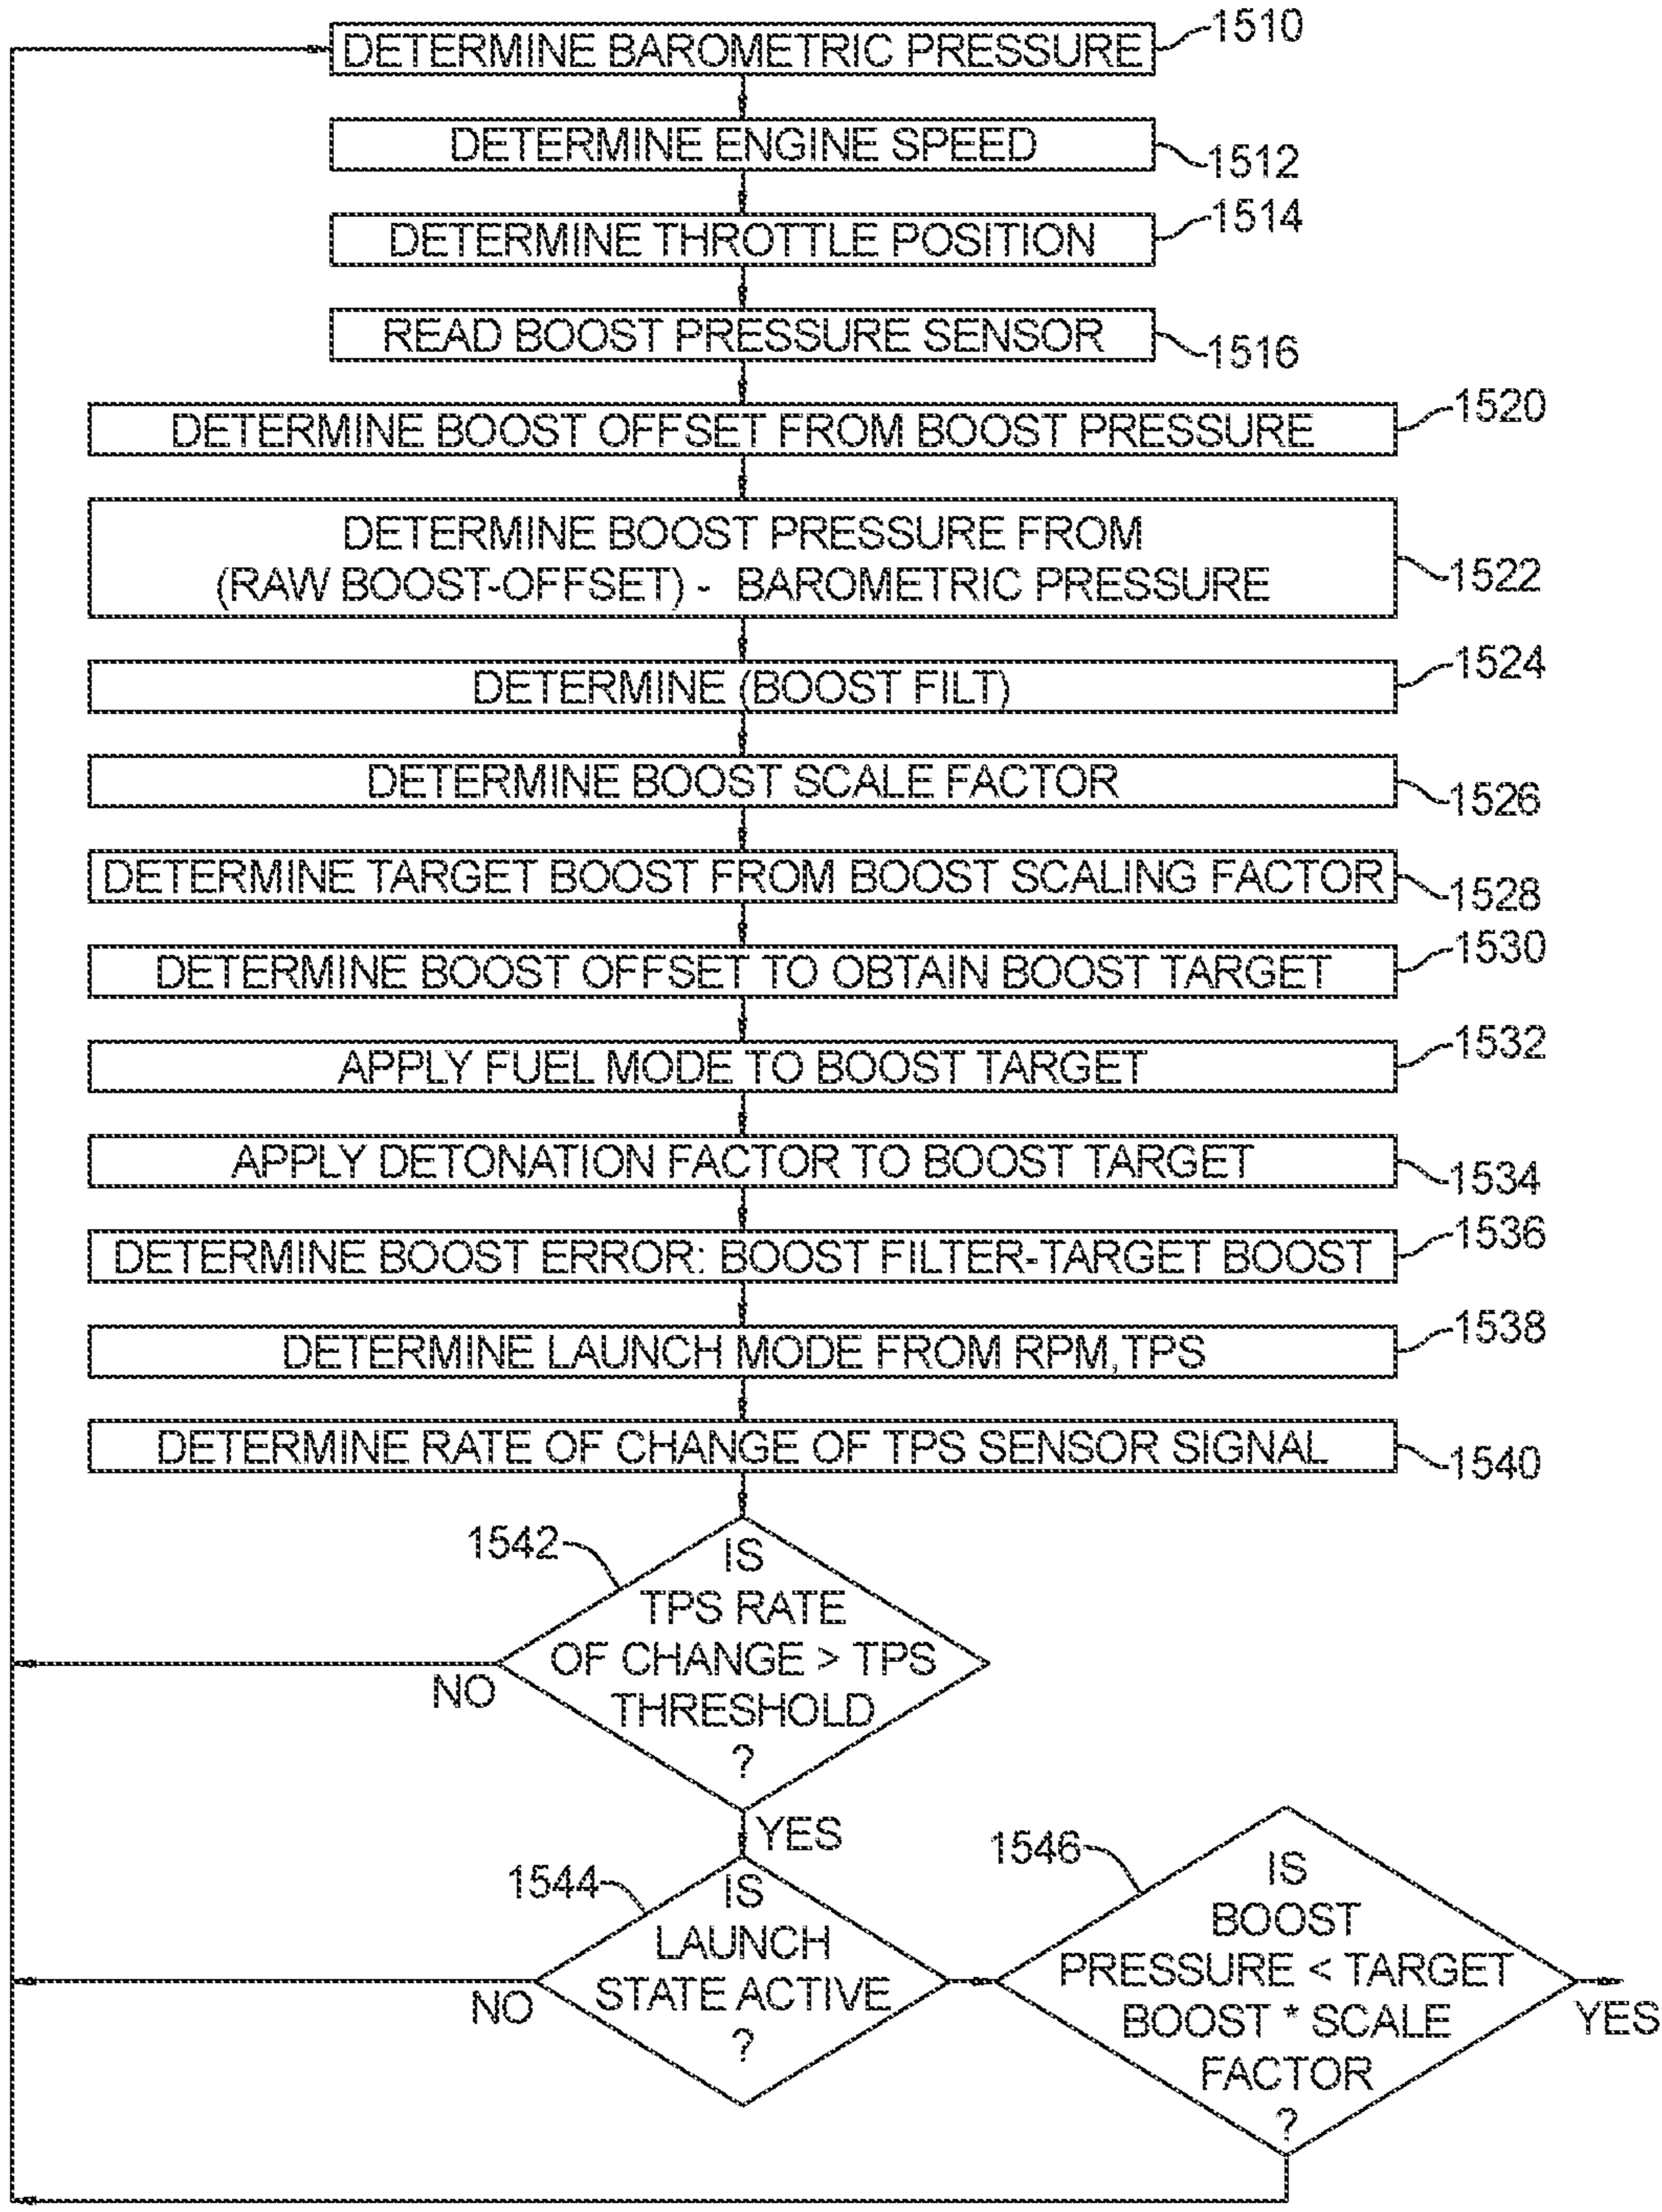 DETERMINE BAROMETRIC PRESSURE
1510
DETERMINE ENGINE SPEED
1512
DETERMINE THROTTLE POSITION
1514
READ BOOST PRESSURE SENSOR
1516
DETERMINE BOOST OFFSET FROM BOOST PRESSURE
1520
DETERMINE BOOST PRESSURE FROM
(RAW BOOST-OFFSET) - BAROMETRIC PRESSURE
1522
DETERMINE (BOOST FILT)
1524
DETERMINE BOOST SCALE FACTOR
1526
DETERMINE TARGET BOOST FROM BOOST SCALING FACTOR
1528
DETERMINE BOOST OFFSET TO OBTAIN BOOST TARGET
1530
APPLY FUEL MODE TO BOOST TARGET
1532
APPLY DETONATION FACTOR TO BOOST TARGET
1534
DETERMINE BOOST ERROR: BOOST FILTER-TARGET BOOST
1536
DETERMINE LAUNCH MODE FROM RPM, TPS
1538
DETERMINE RATE OF CHANGE OF TPS SENSOR SIGNAL
1540
1542
IS
TPS RATE
OF CHANGE > TPS
THRESHOLD
?
NO
YES
1544
IS
LAUNCH
STATE ACTIVE
?
NO
1546
IS
BOOST
PRESSURE < TARGET
BOOST * SCALE
FACTOR
?
YES